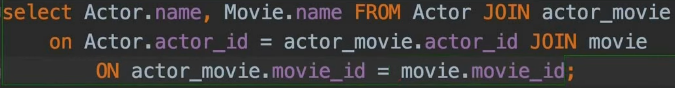 select Actor.name, Movie.name FROM Actor JOIN actor_movie
on Actor.actor_id = actor_movie.actor_id JOIN movie
ON actor_movie.movie_id = movie.movie_id;